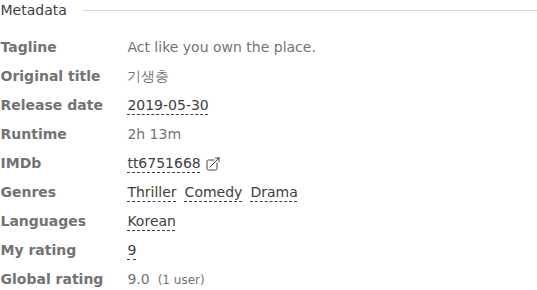 Metadata
Tagline Act like you own the place.
Original title 기생충
Release date 2019-05-30
Runtime 2h 13m
IMDb tt6751668
Genres Thriller Comedy Drama
Languages Korean
My rating 9
Global rating 9.0 (1 user)